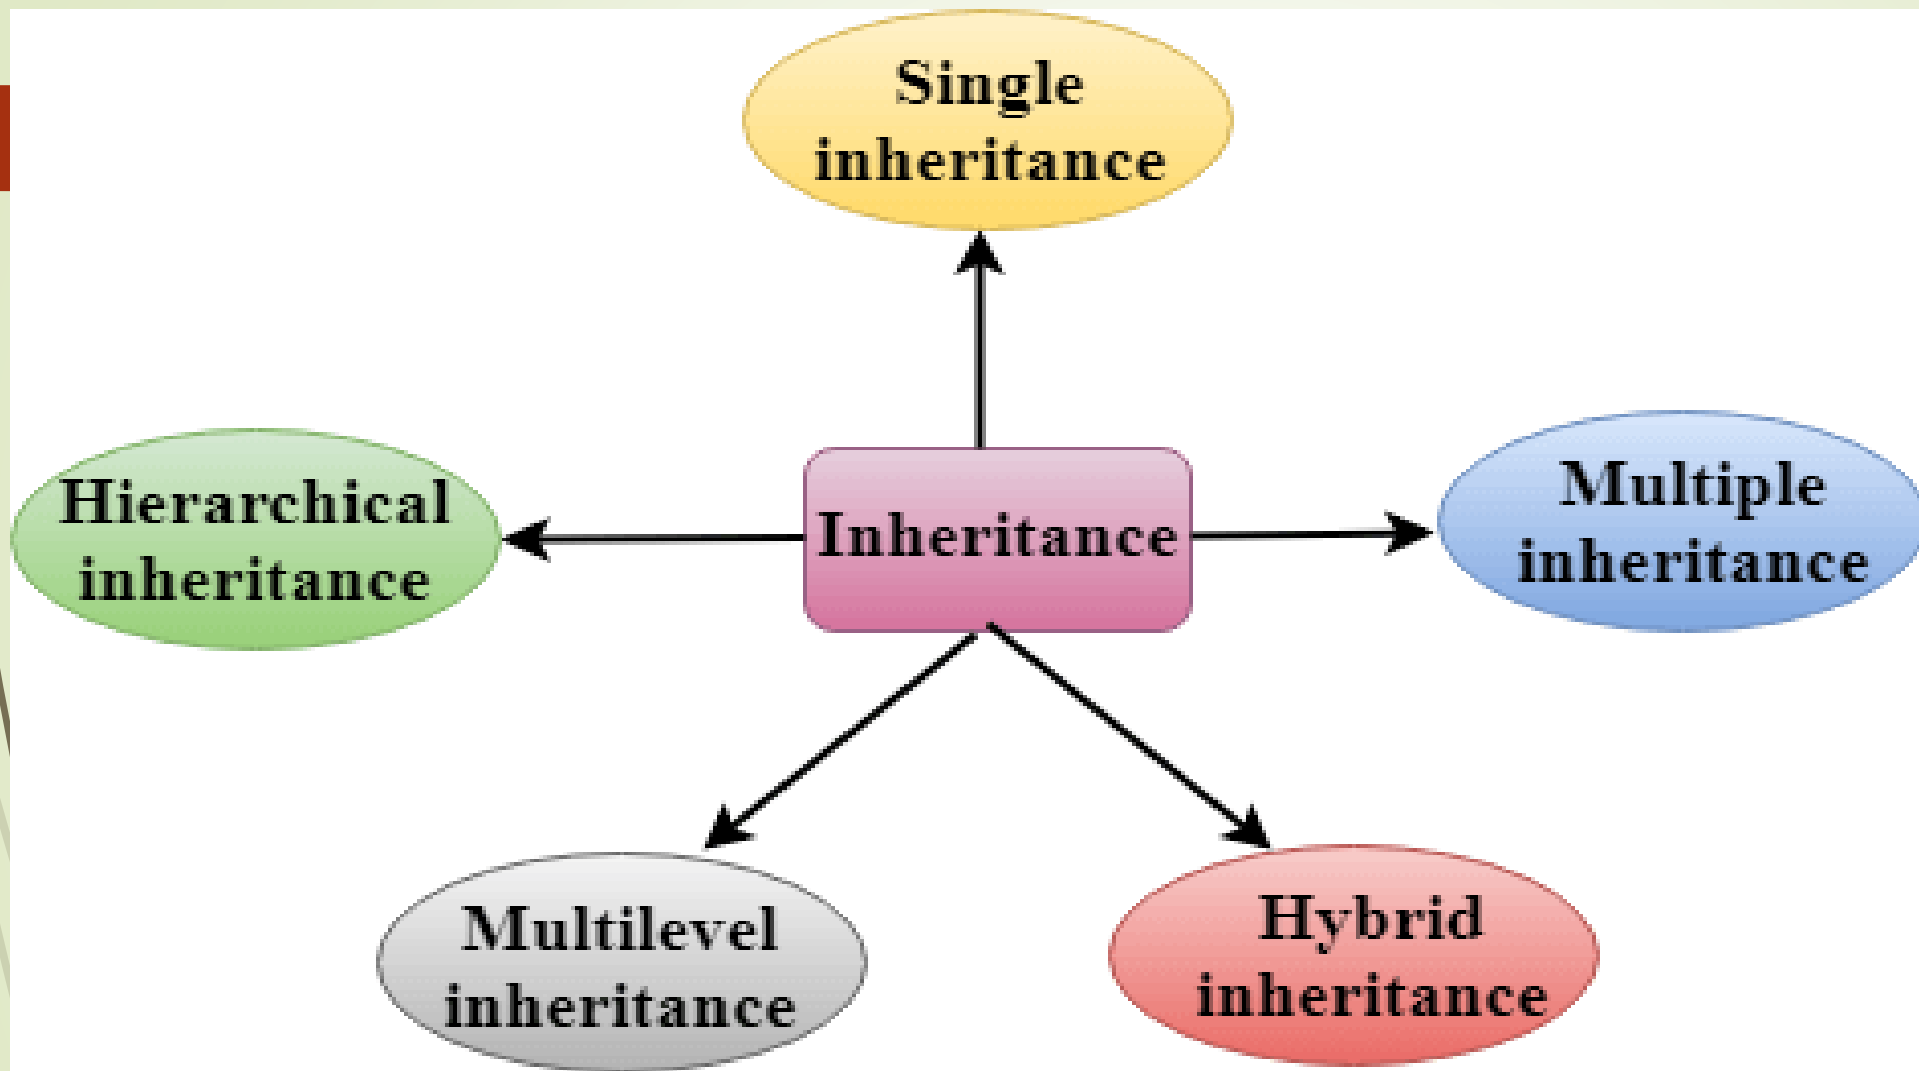 Single
inheritance
Hierarchical
inheritance
Inheritance
Multiple
inheritance
Multilevel
inheritance
Hybrid
inheritance